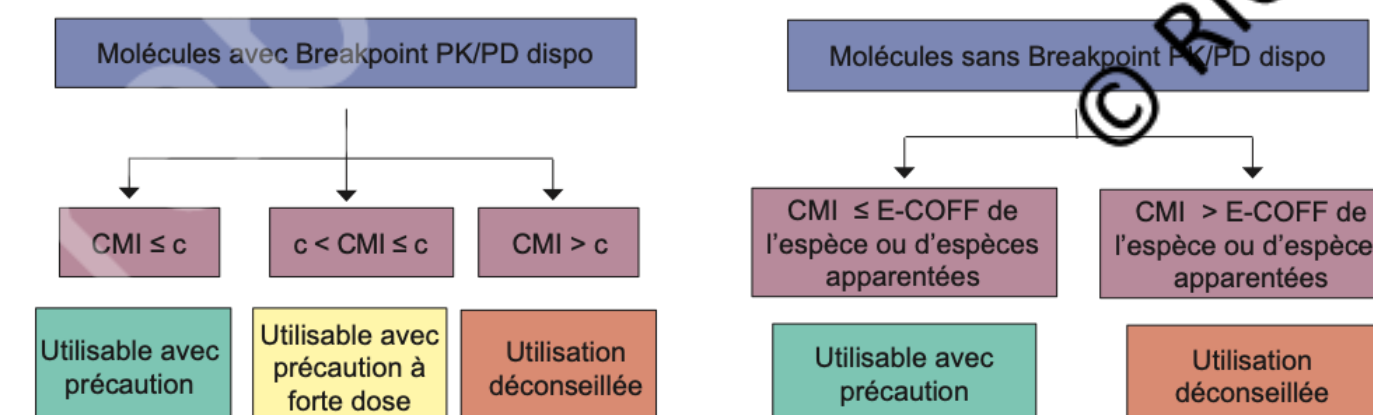 Molécules avec Breakpoint PK/PD dispo
CMI ≤ c
c < CMI ≤ c
CMI > c
Utilisable avec
précaution
Utilisable avec
précaution à
forte dose
Utilisation
déconseillée
Molécules sans Breakpoint PK/PD dispo
CMI ≤ E-COFF de
l'espèce ou d'espèces
apparentées
CMI > E-COFF de
l'espèce ou d'espèce
apparentées
Utilisable avec
précaution
Utilisation
déconseillée
©